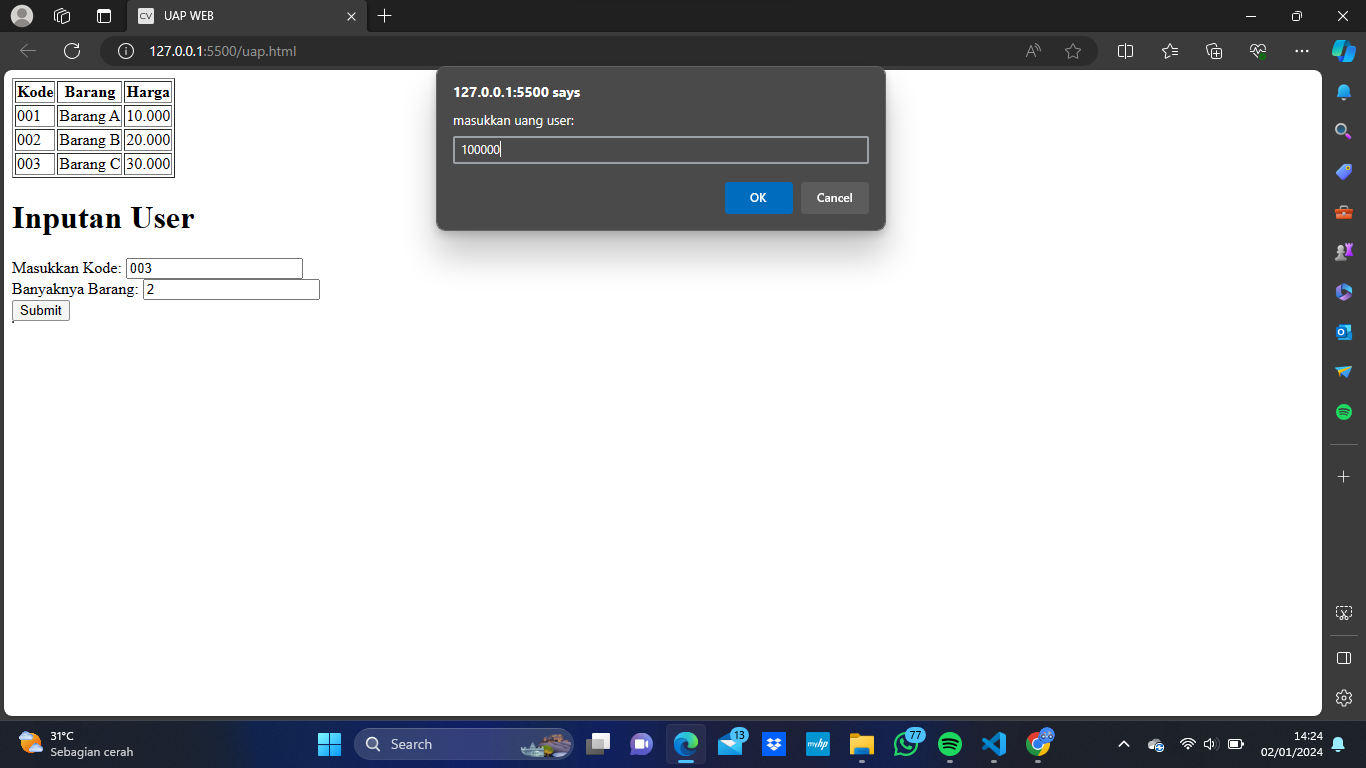 CV UAP WEB
127.0.0.1:5500/uap.html
127.0.0.1:5500 says
masukkan uang user:
100000
OK Cancel
Kode Barang Harga
001 Barang A 10.000
002 Barang B 20.000
003 Barang C 30.000
Inputan User
Masukkan Kode: 003
Banyaknya Barang: 2
Submit
31°C
Sebagian cerah
Search
13
myhp
77
14:24
02/01/2024